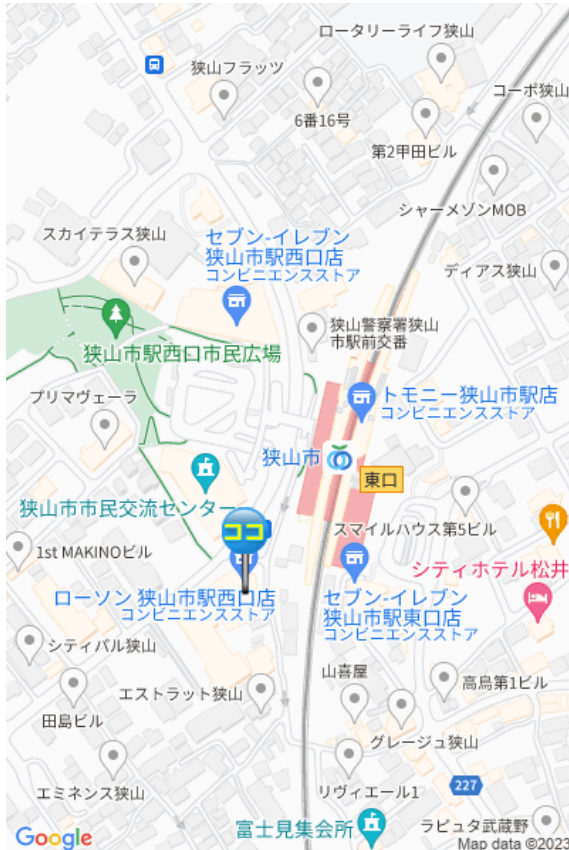 ロータリーライフ狭山
狭山フラッツ
コーポ狭山
6番16号
第2甲田ビル
シャーメゾンMOB
スカイテラス狭山
セブン-イレブン
狭山市駅西口店
コンビニエンスストア
ディアス狭山
狭山警察署狭山
市駅前交番
狭山市駅西口市民広場
トモニー狭山市駅店
コンビニエンスストア
プリマヴェーラ
狭山市
東口
狭山市市民交流センター
スマイルハウス第5ビル
ココ
1st MAKINOビル
シティホテル松井
ローソン 狭山市駅西口店
コンビニエンスストア
セブン-イレブン
狭山市駅東口店
コンビニエンスストア
シティパル狭山
山喜屋
高鳥第1ビル
エストラット狭山
田島ビル
グレージュ狭山
227
エミネンス狭山
リヴィエール1
富士見集会所
ラピュタ武蔵野
Google
Map data ©2023